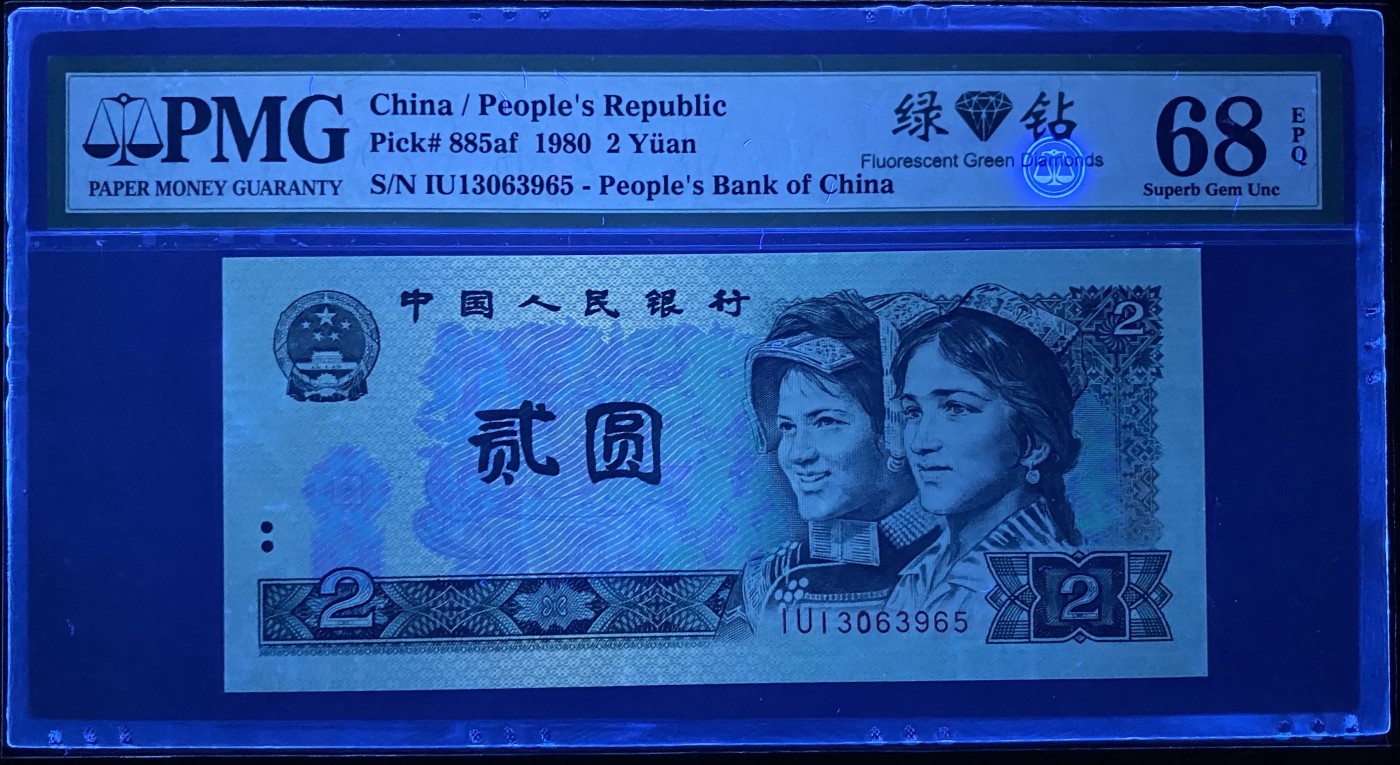 PMG
PAPER MONEY GUARANTY
China / People's Republic
Pick# 885af 1980 2 Yüan
S/N IU13063965 - People's Bank of China
绿 钻
Fluorescent Green Diamonds
68
EPQ
Superb Gem Unc
中国人民银行
2
贰圆
2
IU13063965
2